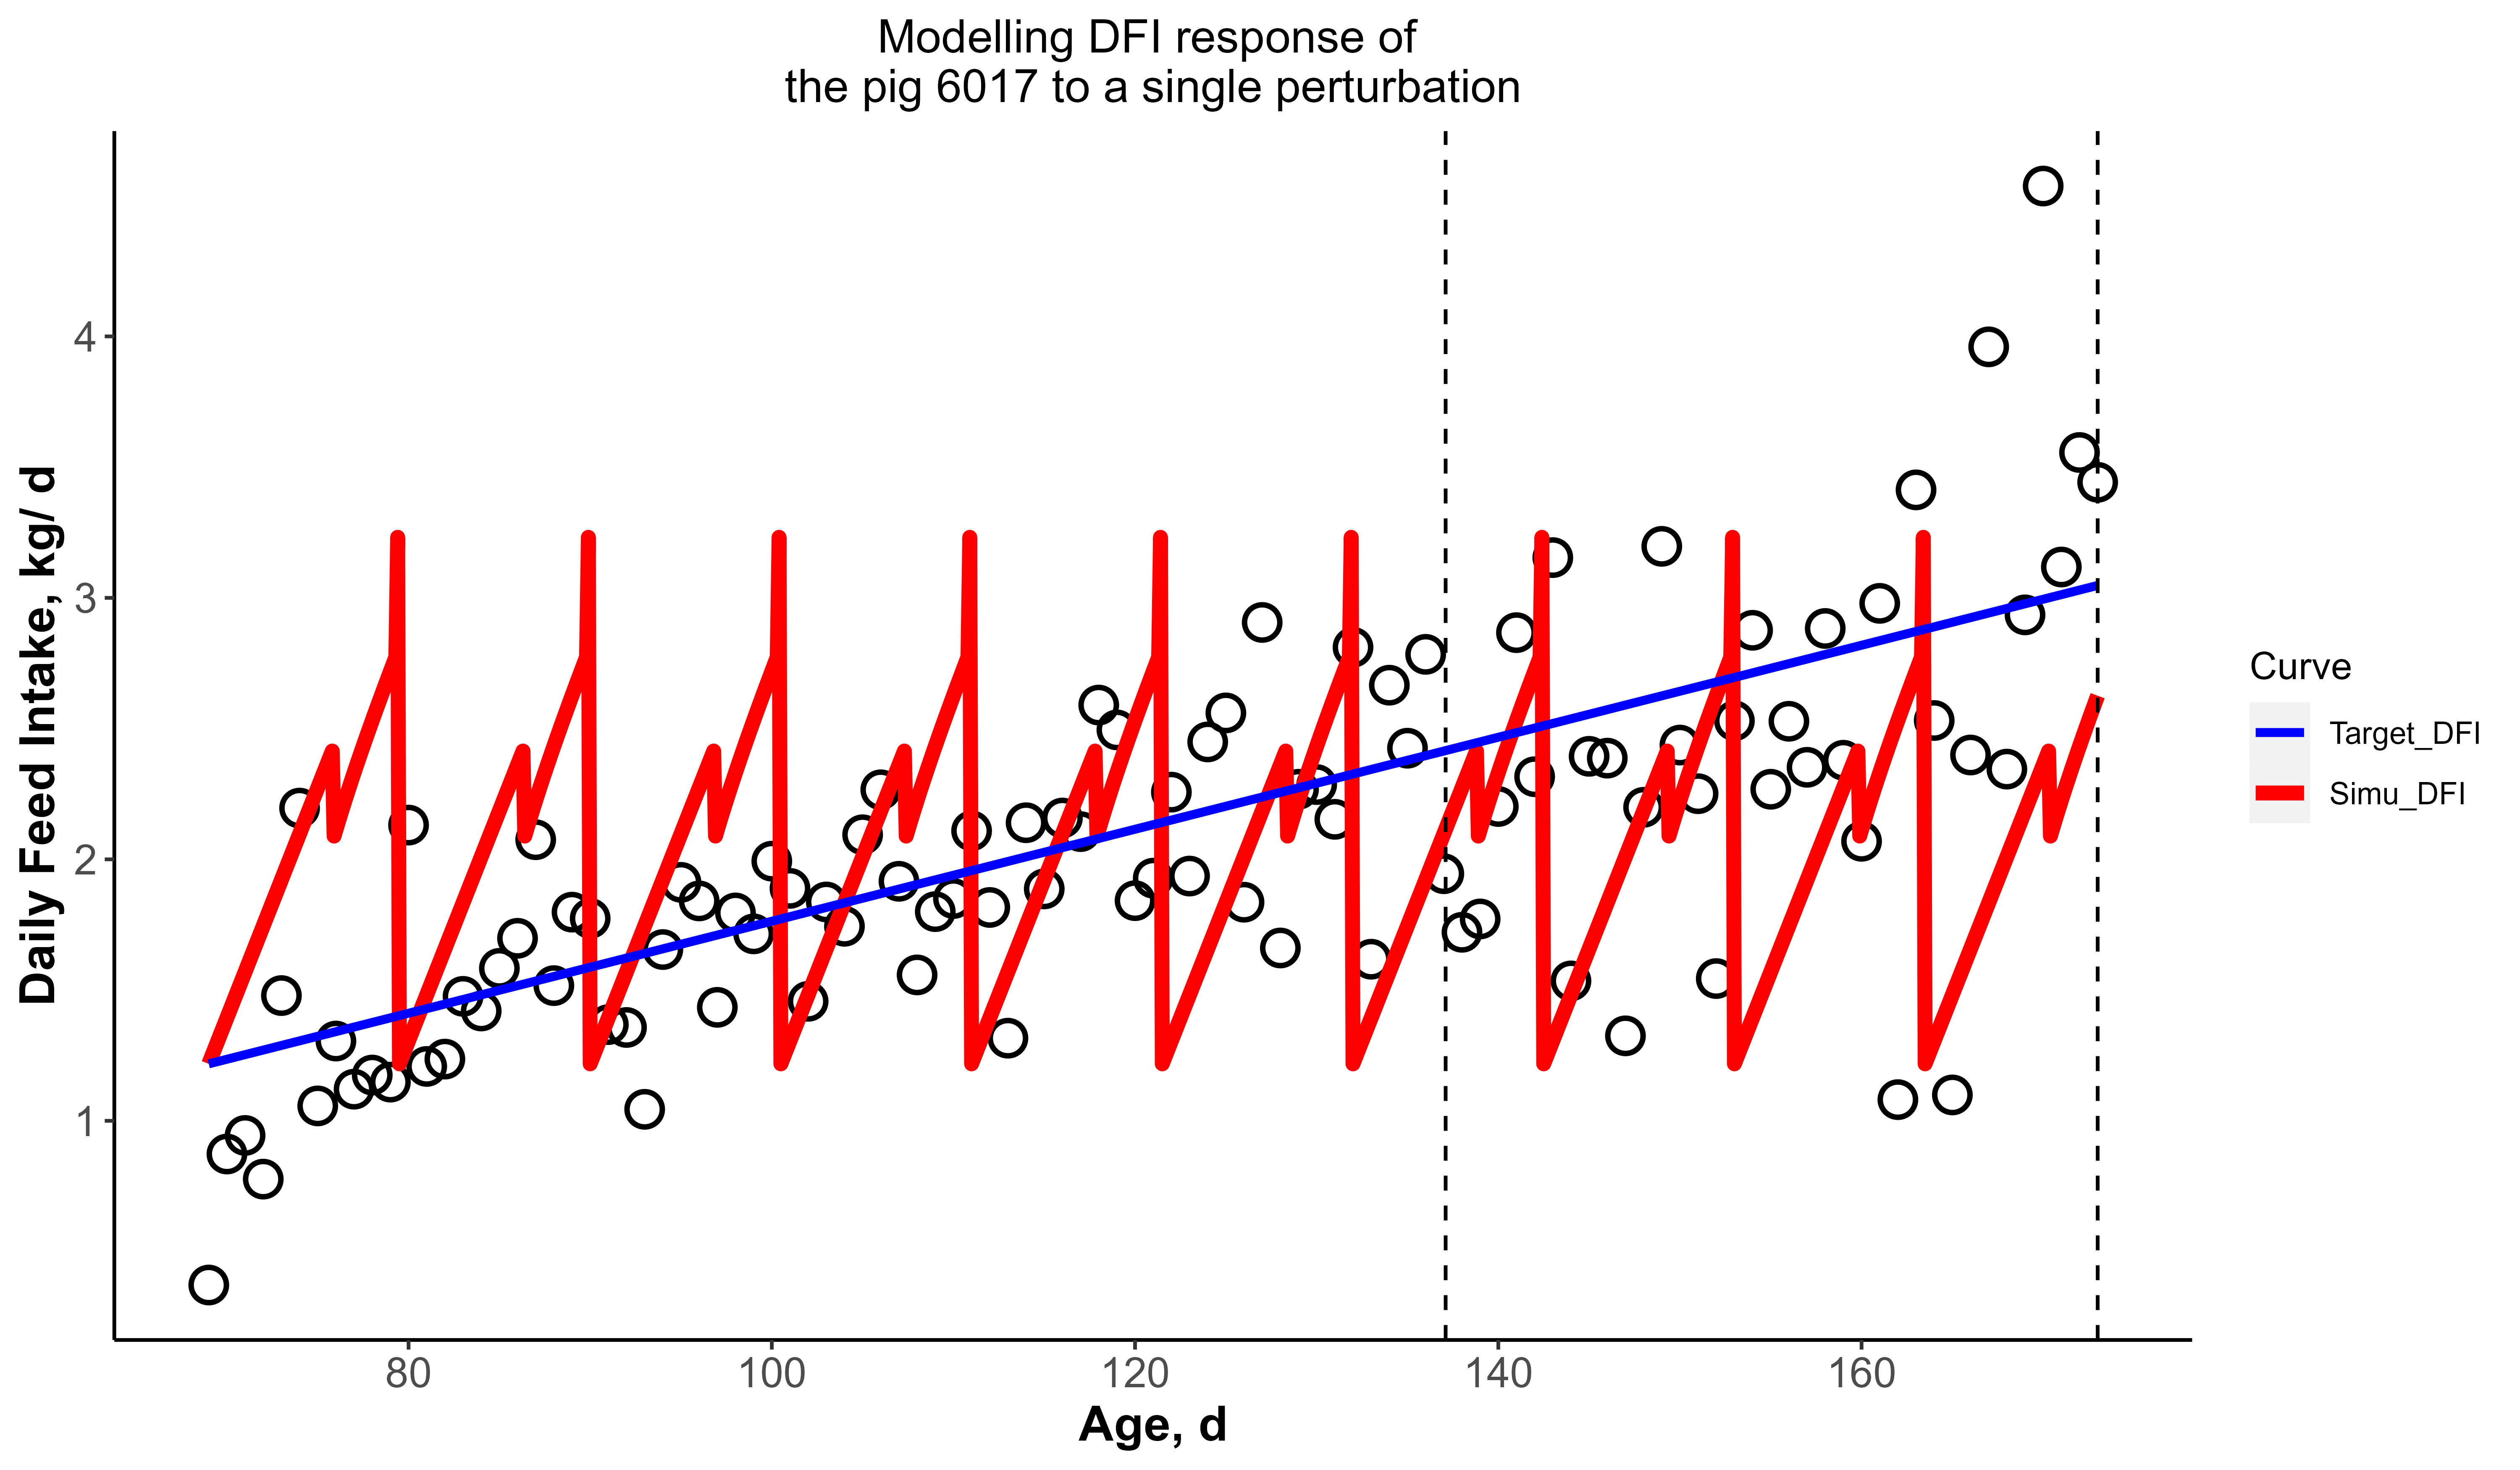 Modelling DFI response of
the pig 6017 to a single perturbation
Daily Feed Intake, kg/ d
4
3
2
1
80
100
120
140
160
Age, d
Curve
Target_DFI
Simu_DFI